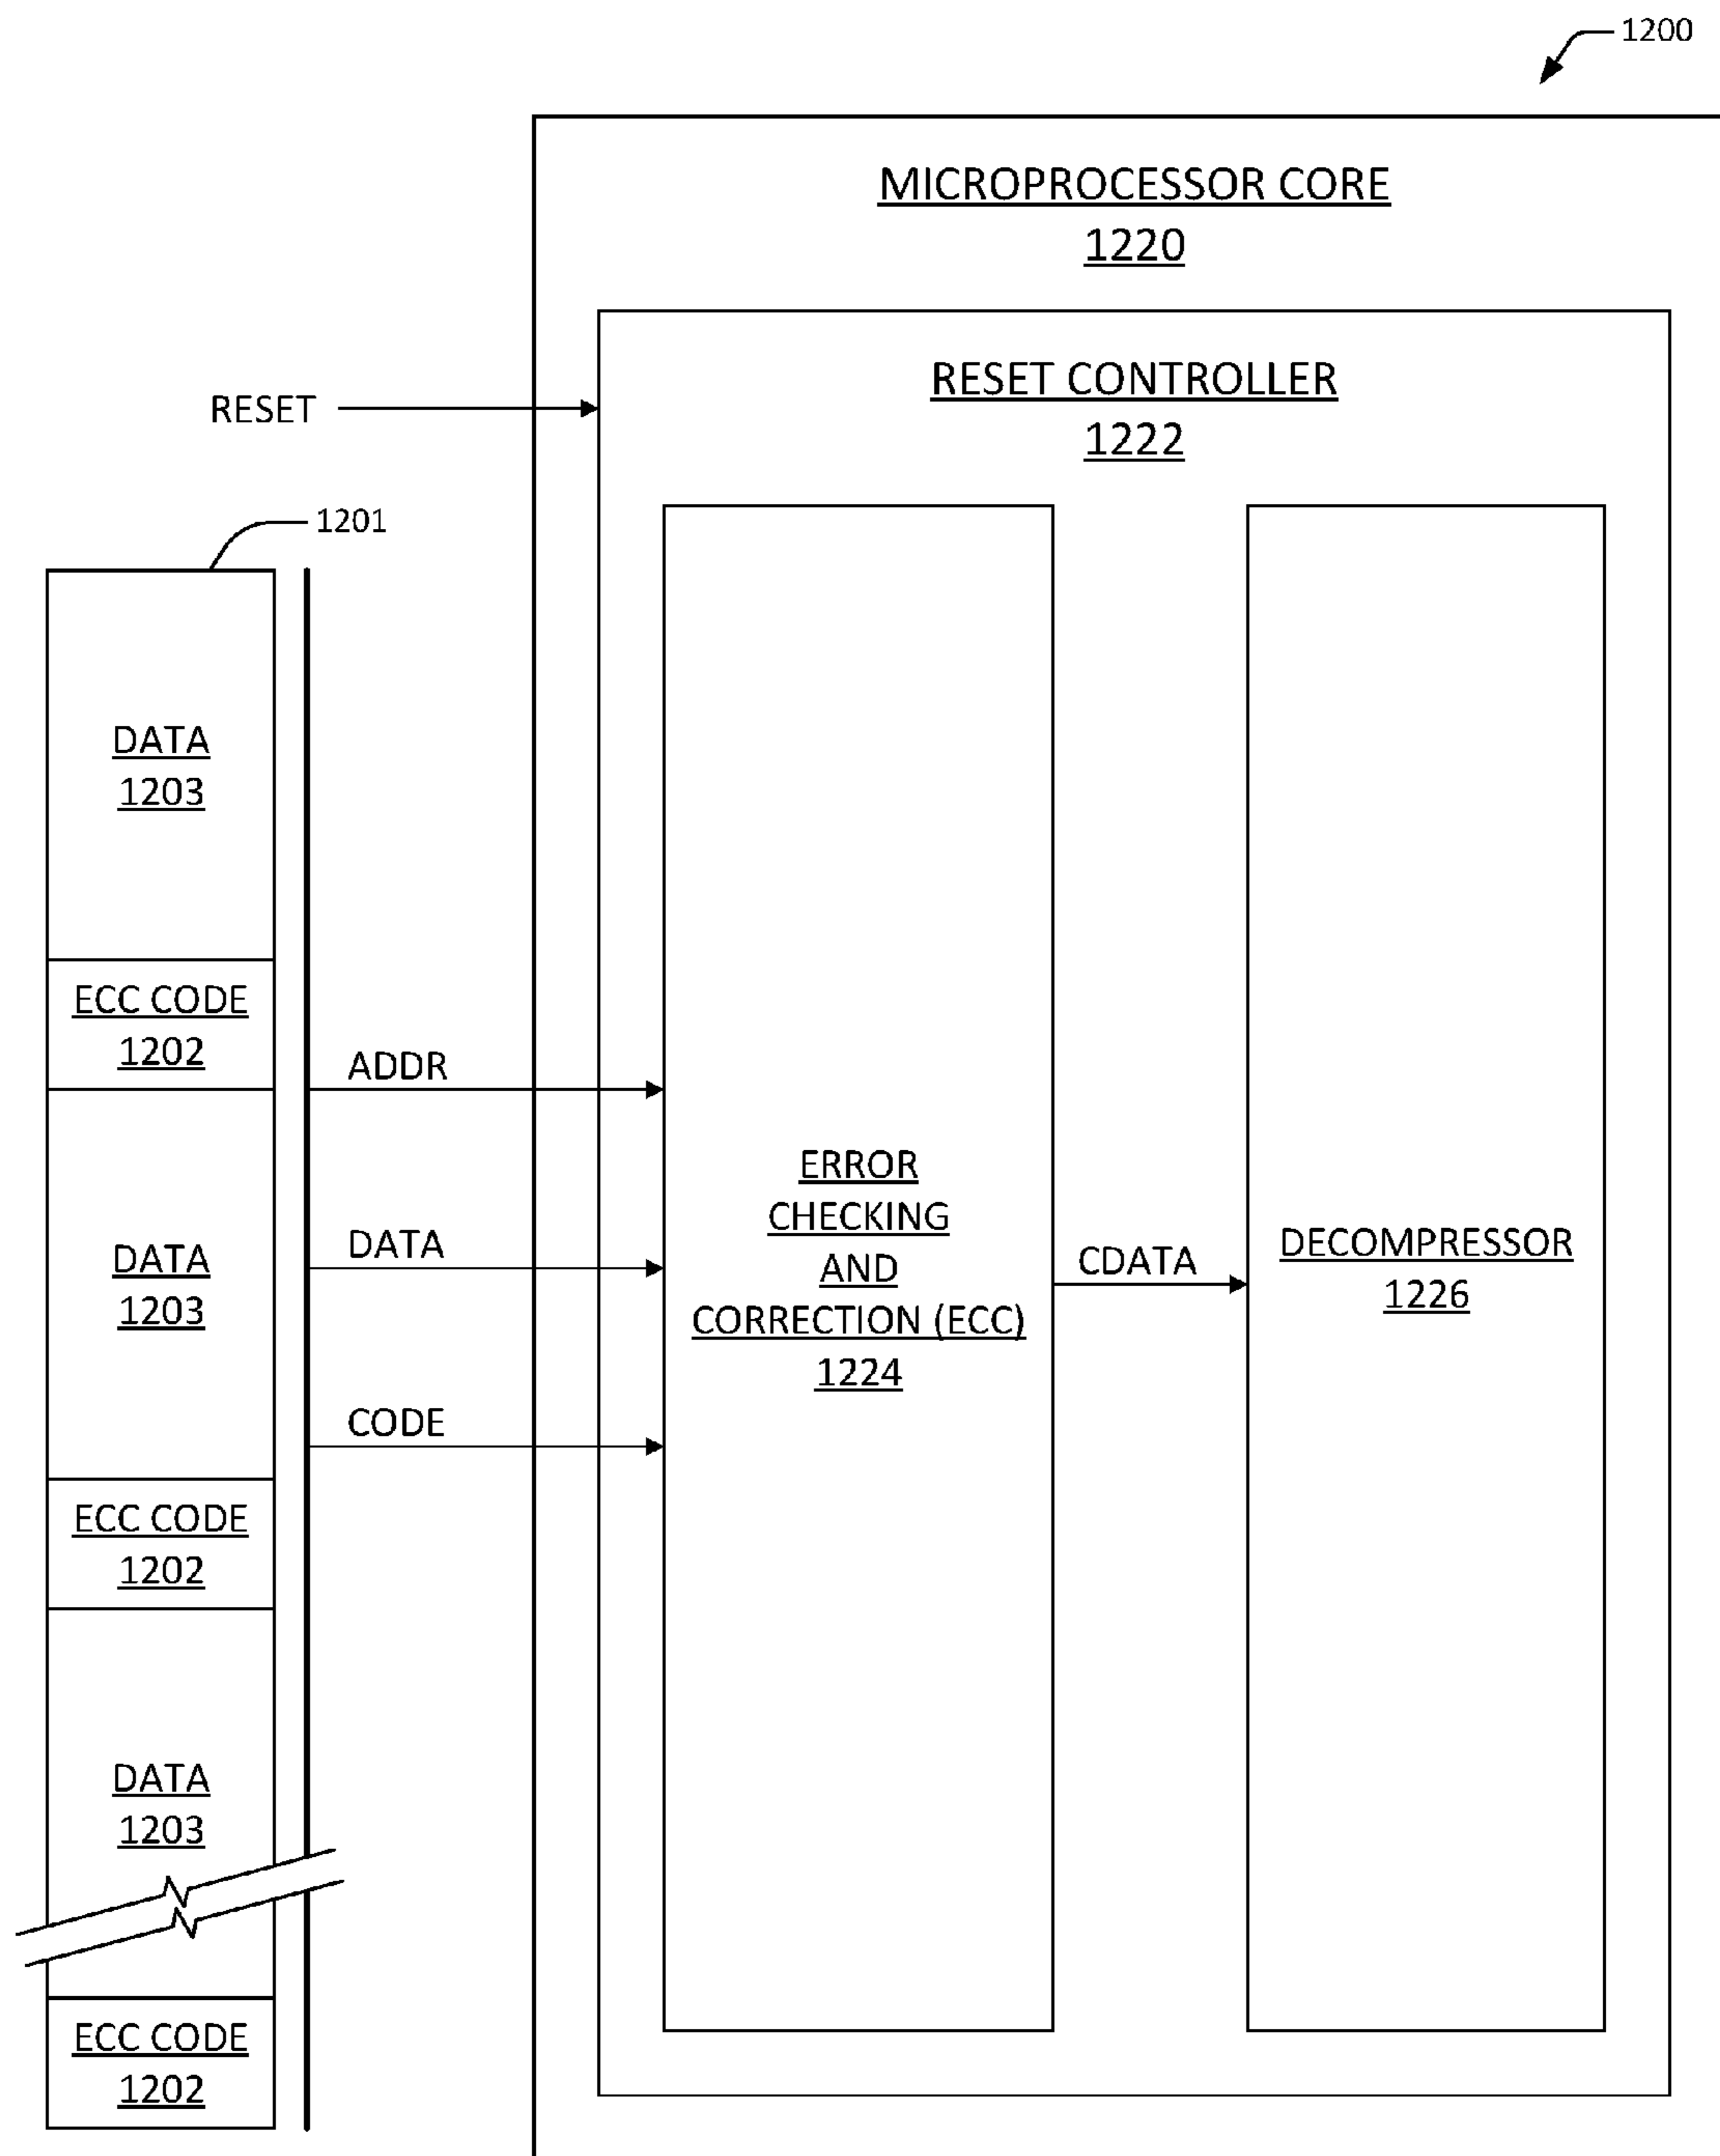 1200
MICROPROCESSOR CORE
1220
RESET CONTROLLER
1222
RESET
1201
DATA
1203
ECC CODE
1202
ADDR
DATA
1203
DATA
CODE
ERROR
CHECKING
AND
CORRECTION (ECC)
1224
CDATA
DECOMPRESSOR
1226
ECC CODE
1202
DATA
1203
ECC CODE
1202